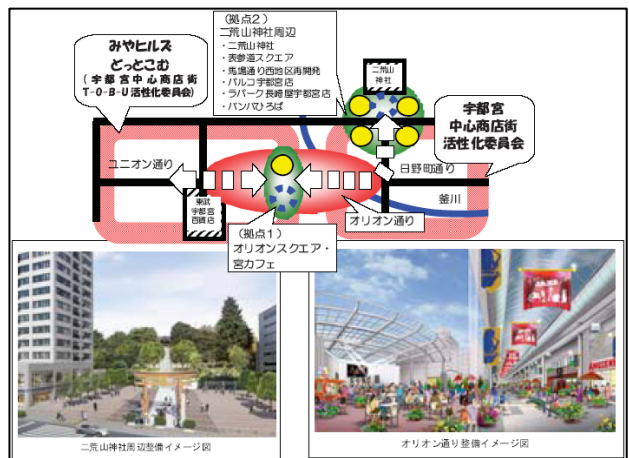 （拠点2）
二荒山神社周辺
・二荒山神社
・表参道スクエア
・馬場通り西地区再開発
・パルコ宇都宮店
・ラパーク長崎屋宇都宮店
・バンバひろば
みやヒルズ
どっとこむ
(宇都宮中心商店街
T-O-B-U活性化委員会)
二荒山
神社
宇都宮
中心商店街
活性化委員会
ユニオン通り
日野町通り
釜川
東武
宇都宮
百貨店
オリオン通り
（拠点1）
オリオンスクエア・
宮カフェ
二荒山神社周辺整備イメージ図
オリオン通り整備イメージ図